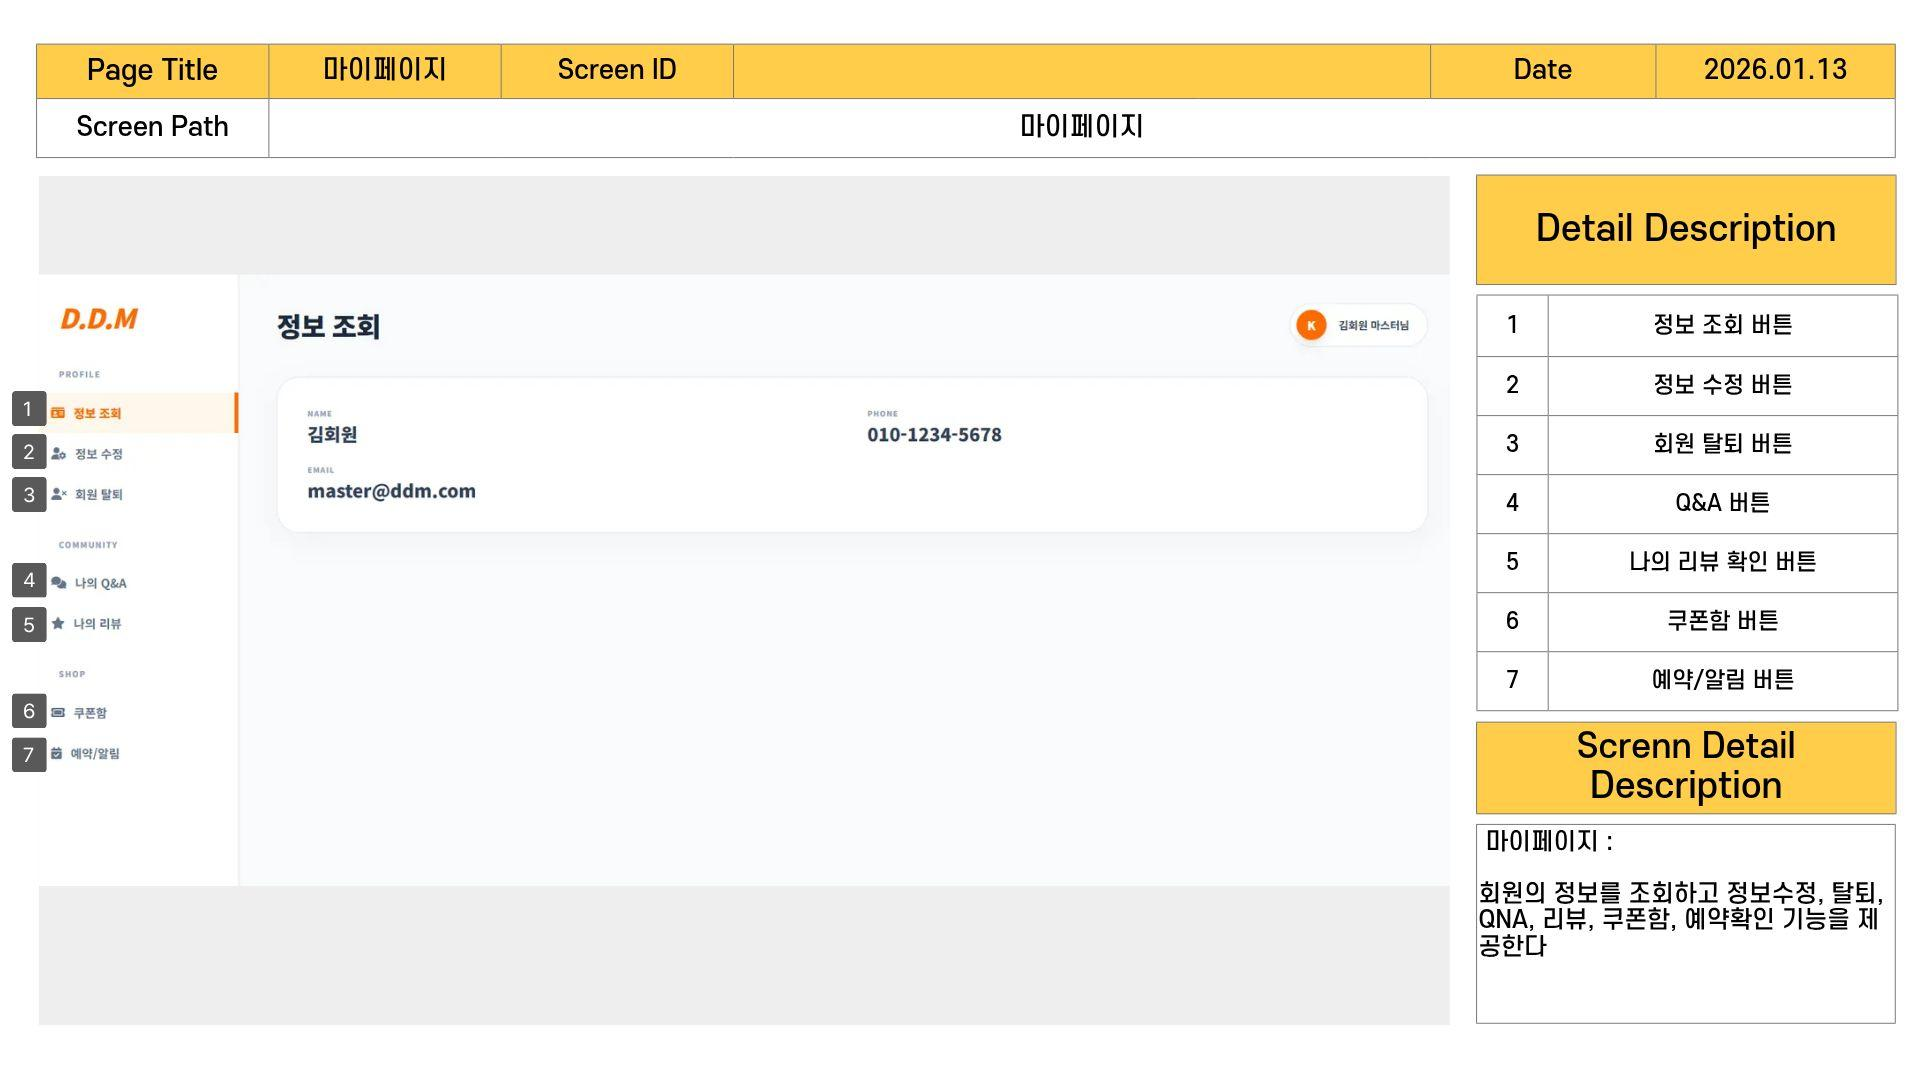 Page Title 마이페이지 Screen ID Date 2026.01.13
Screen Path 마이페이지
D.D.M
PROFILE
1 정보 조회
2 정보 수정
3 회원 탈퇴
COMMUNITY
4 나의 Q&A
5 나의 리뷰
SHOP
6 쿠폰함
7 예약/알림
정보 조회
K 김회원 마스터님
NAME
김회원
PHONE
010-1234-5678
EMAIL
master@ddm.com
Detail Description
1 정보 조회 버튼
2 정보 수정 버튼
3 회원 탈퇴 버튼
4 Q&A 버튼
5 나의 리뷰 확인 버튼
6 쿠폰함 버튼
7 예약/알림 버튼
Screnn Detail
Description
마이페이지 :
회원의 정보를 조회하고 정보수정, 탈퇴,
QNA, 리뷰, 쿠폰함, 예약확인 기능을 제
공한다